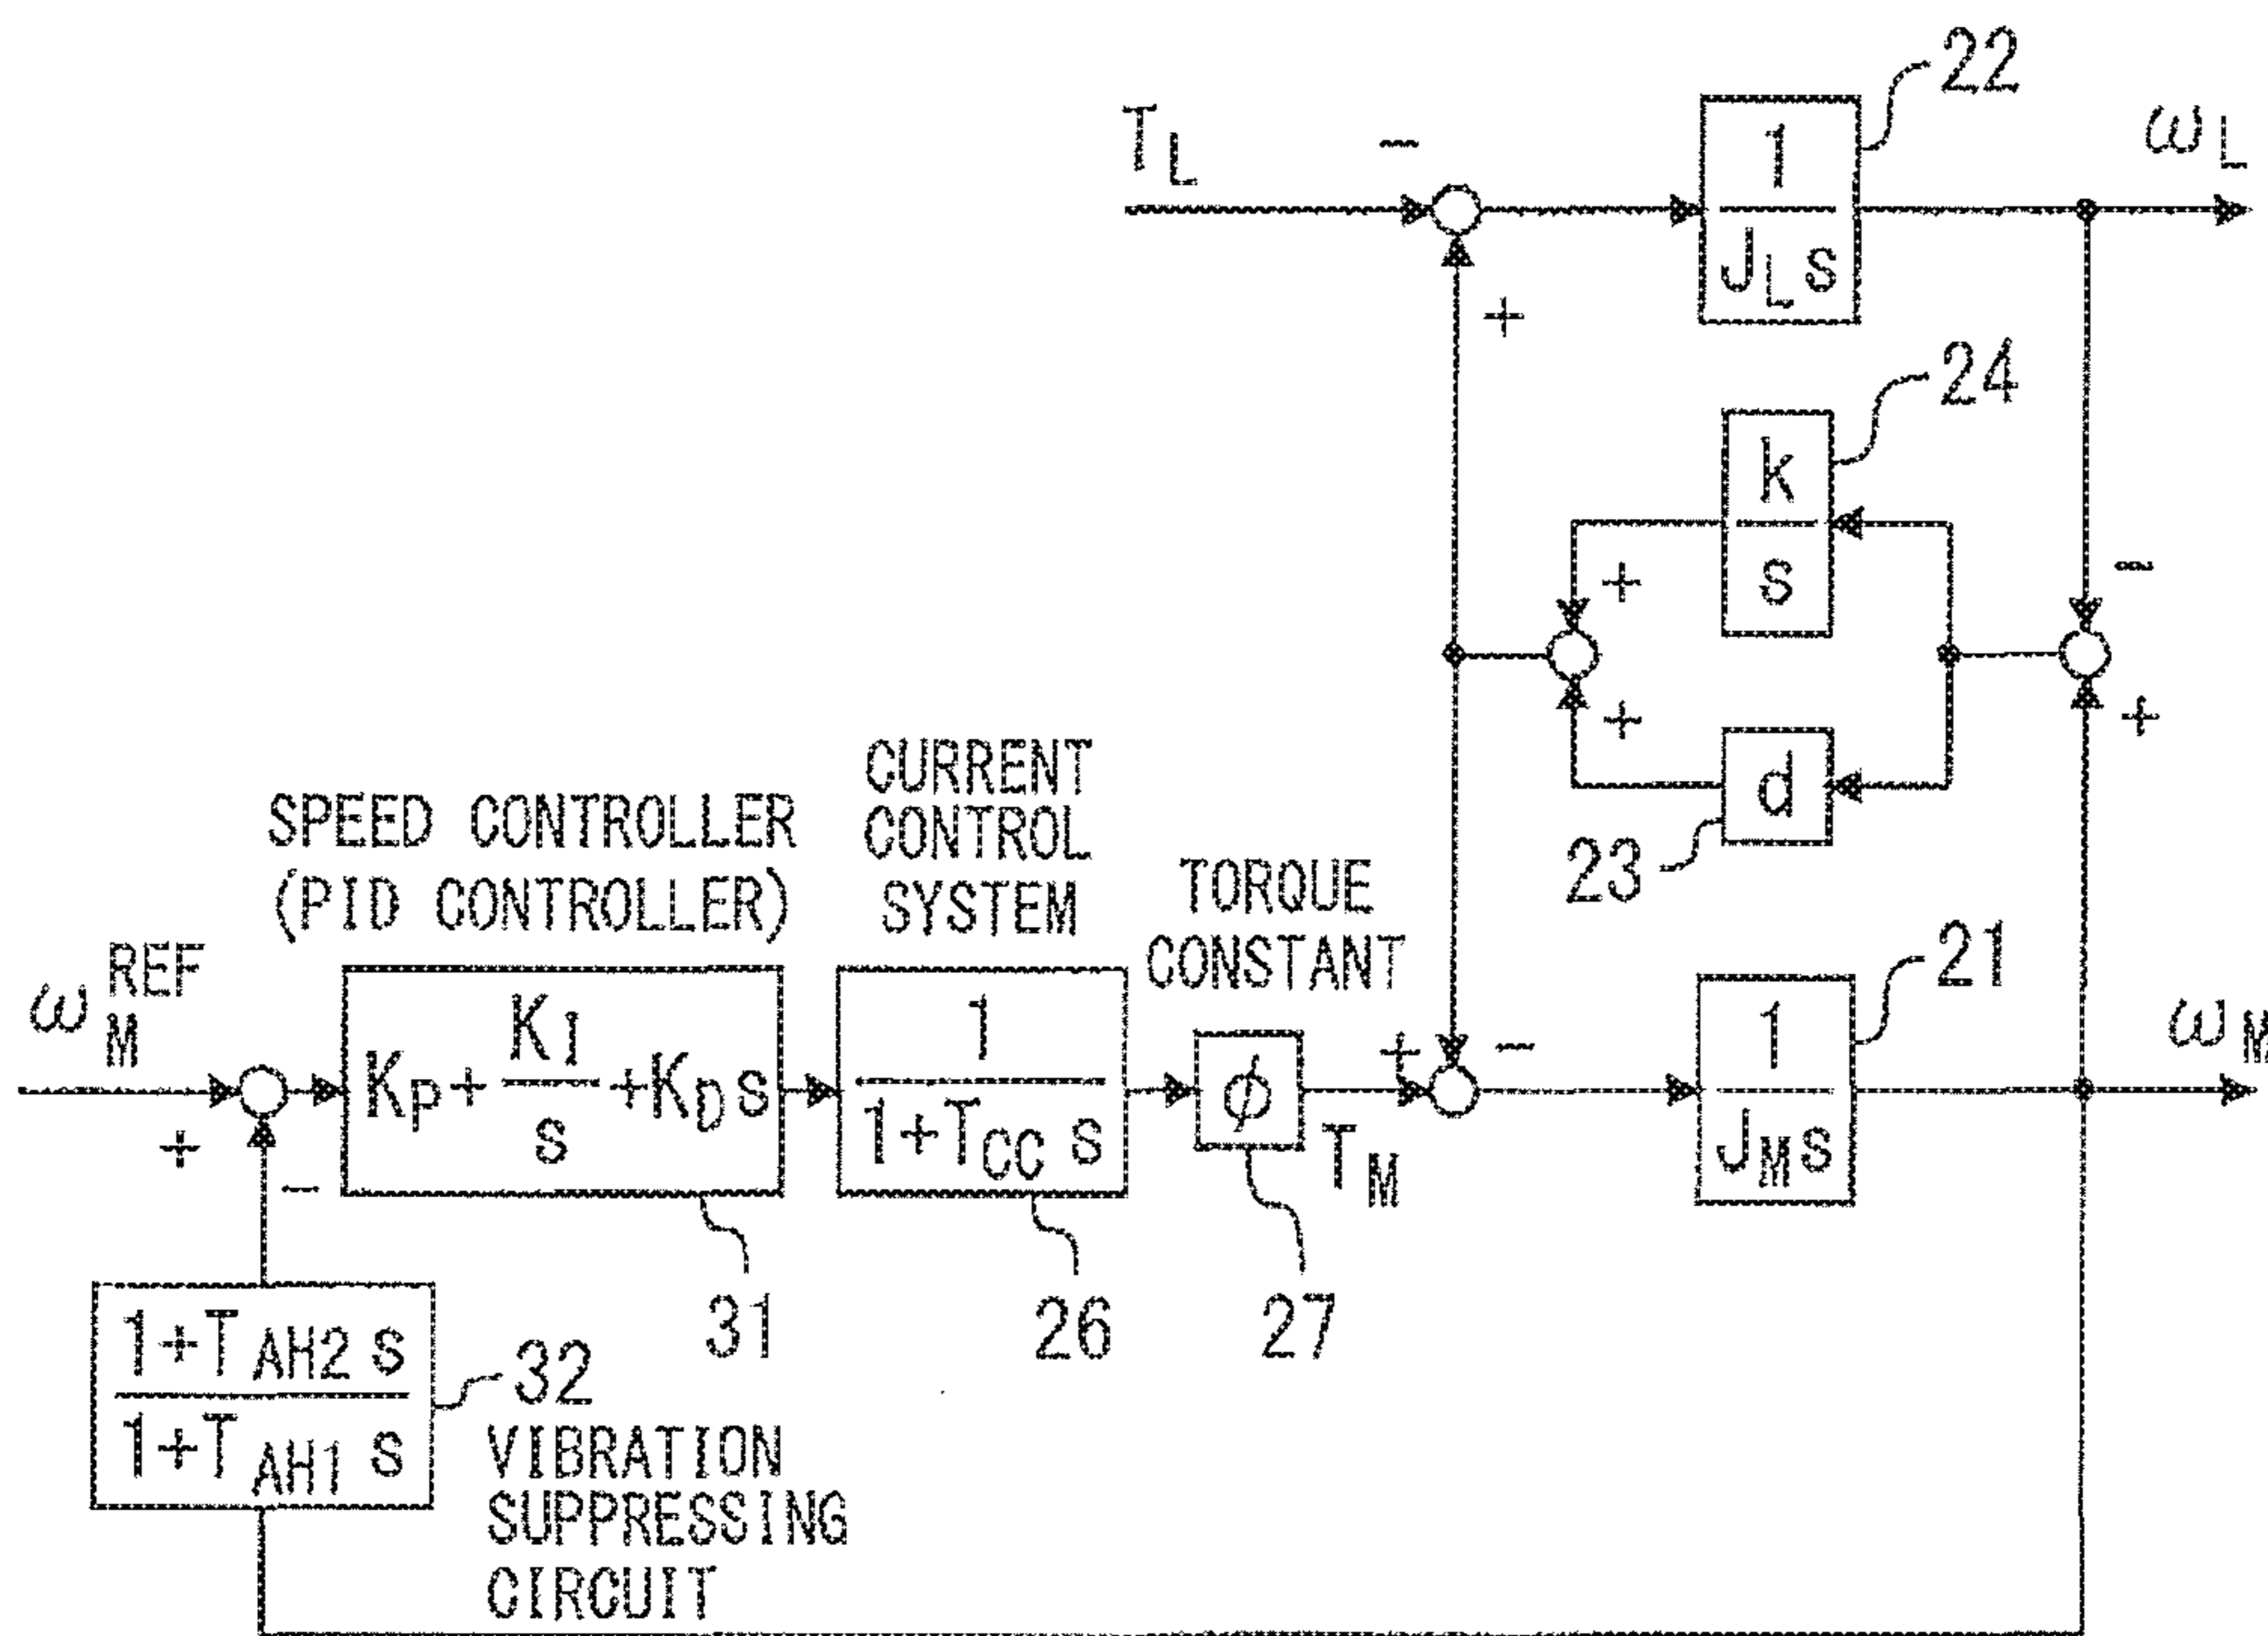 22
T_L
−
1
J_L s
ω_L
+
24
k
s
+
−
+
d
+
23
CURRENT
CONTROL
SYSTEM
SPEED CONTROLLER
(PID CONTROLLER)
TORQUE
CONSTANT
21
ω_M^REF
K_P+K_I/s+K_D s
1
1+T_CC s
ϕ
+
−
1
J_M s
ω_M
+
−
T_M
31
26
27
1+T_AH2 s
1+T_AH1 s
32
VIBRATION
SUPPRESSING
CIRCUIT